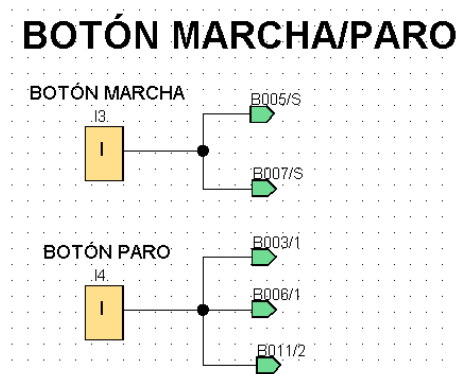 BOTÓN MARCHA/PARO
BOTÓN MARCHA
I3.
I
B005/S
B007/S
BOTÓN PARO
I4.
I
B003/1
B006/1
B011/2